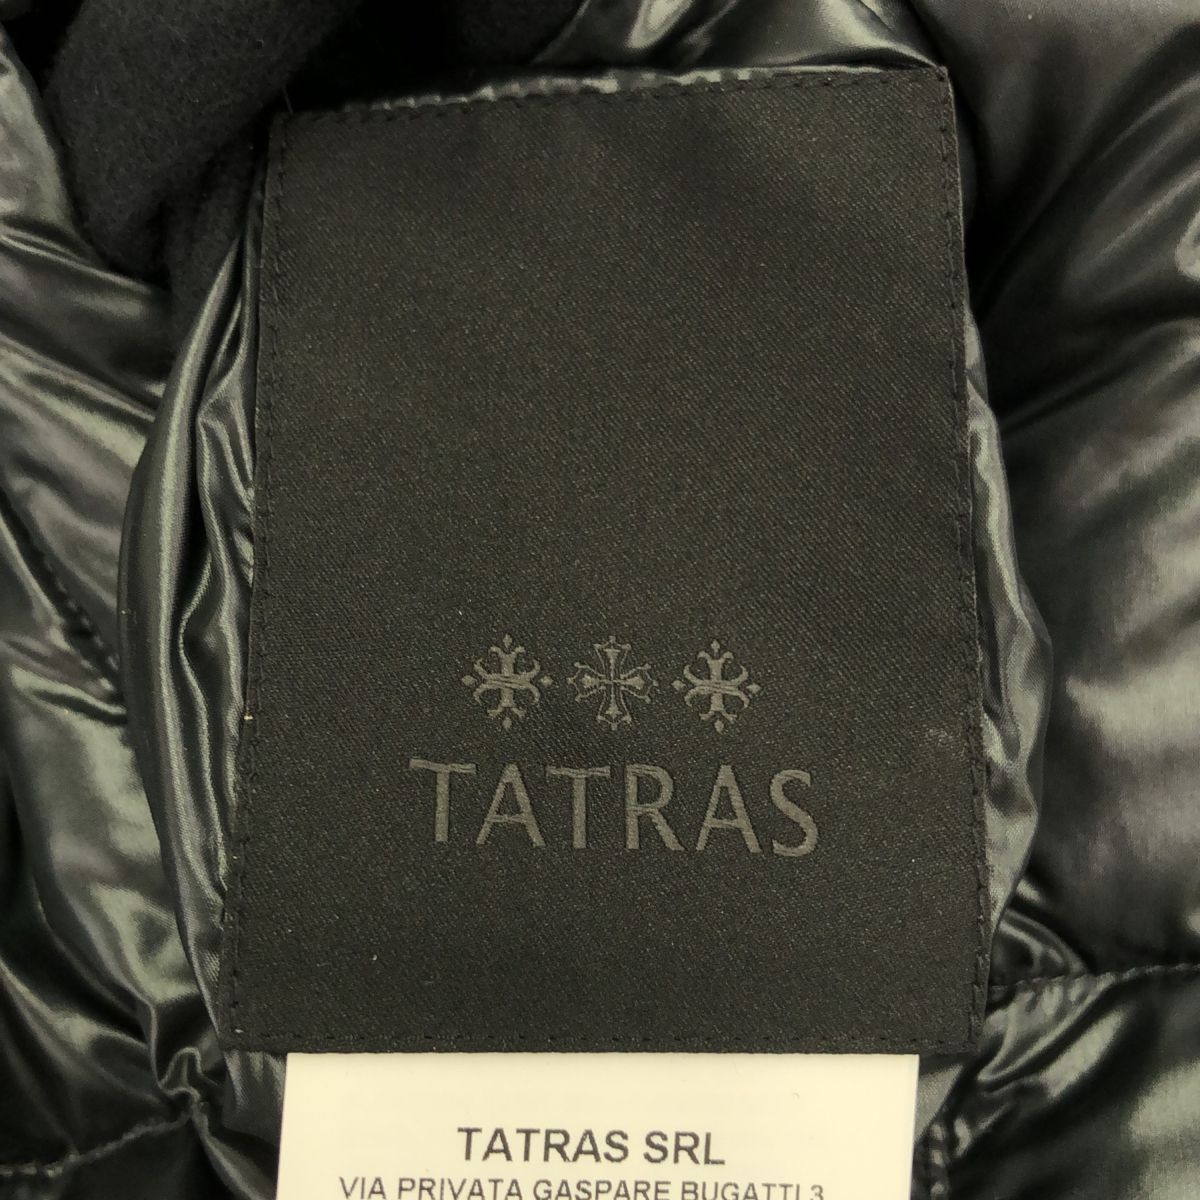 TATRAS
TATRAS SRL
VIA PRIVATA GASPARE BUGATTI 3